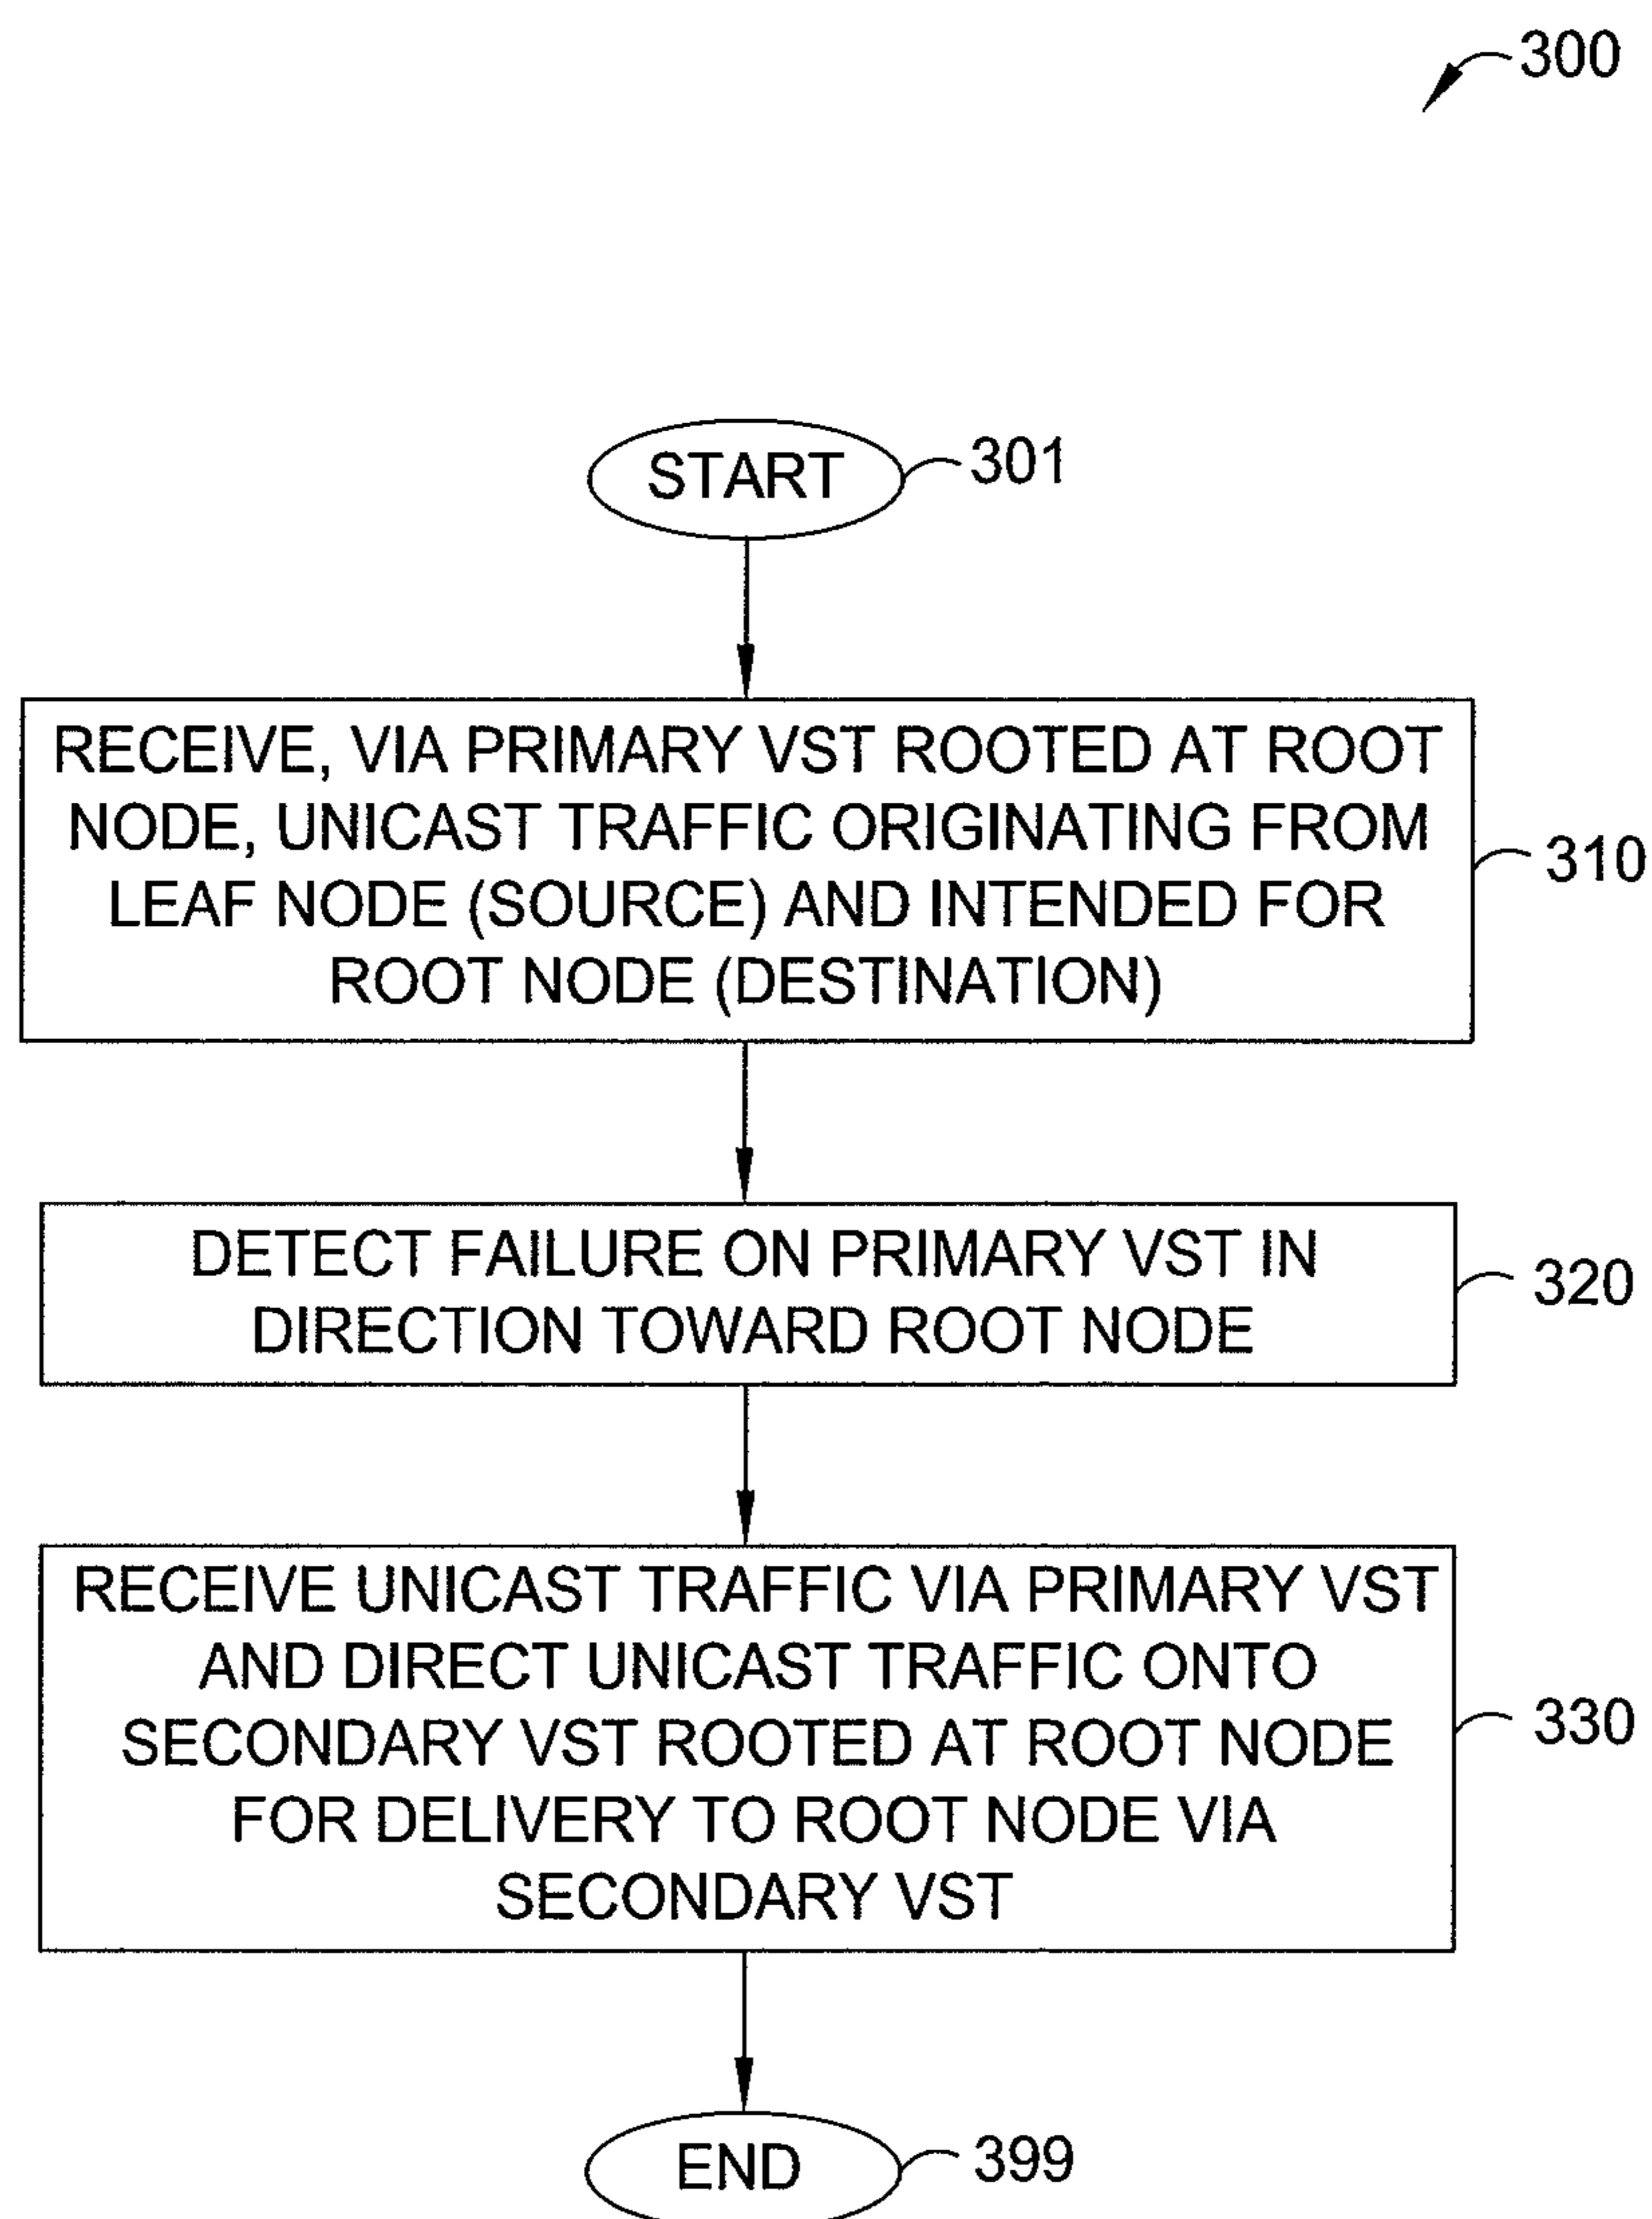 300
START
301
RECEIVE, VIA PRIMARY VST ROOTED AT ROOT
NODE, UNICAST TRAFFIC ORIGINATING FROM
LEAF NODE (SOURCE) AND INTENDED FOR
ROOT NODE (DESTINATION)
310
DETECT FAILURE ON PRIMARY VST IN
DIRECTION TOWARD ROOT NODE
320
RECEIVE UNICAST TRAFFIC VIA PRIMARY VST
AND DIRECT UNICAST TRAFFIC ONTO
SECONDARY VST ROOTED AT ROOT NODE
FOR DELIVERY TO ROOT NODE VIA
SECONDARY VST
330
END
399